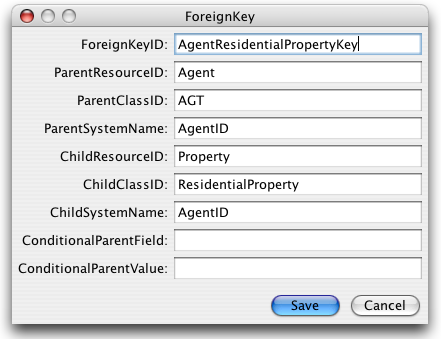 ForeignKey
ForeignKeyID: AgentResidentialPropertyKey
ParentResourceID: Agent
ParentClassID: AGT
ParentSystemName: AgentID
ChildResourceID: Property
ChildClassID: ResidentialProperty
ChildSystemName: AgentID
ConditionalParentField:
ConditionalParentValue:
Save Cancel